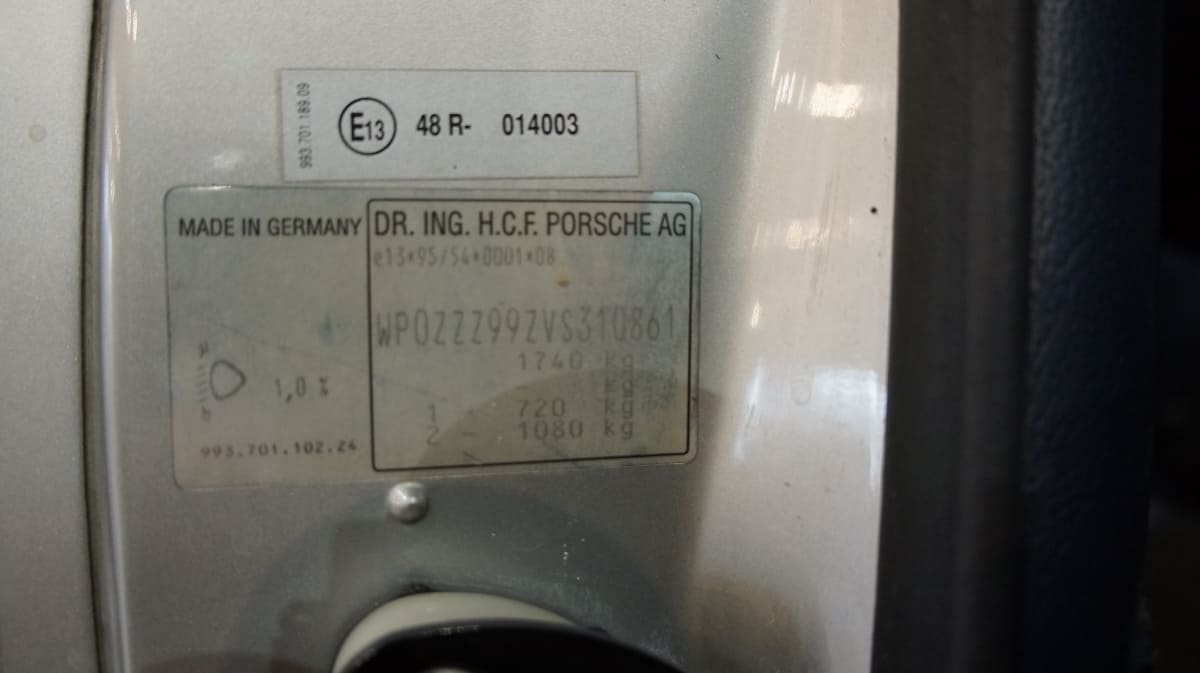 993.701.189.09
E13 48 R- 014003
MADE IN GERMANY
DR. ING. H.C.F. PORSCHE AG
e13*95/54*0001*08
WP0ZZZ99ZVS310861
1740 kg
kg
1 - 720 kg
2 - 1080 kg
1,0 %
993.701.102.24